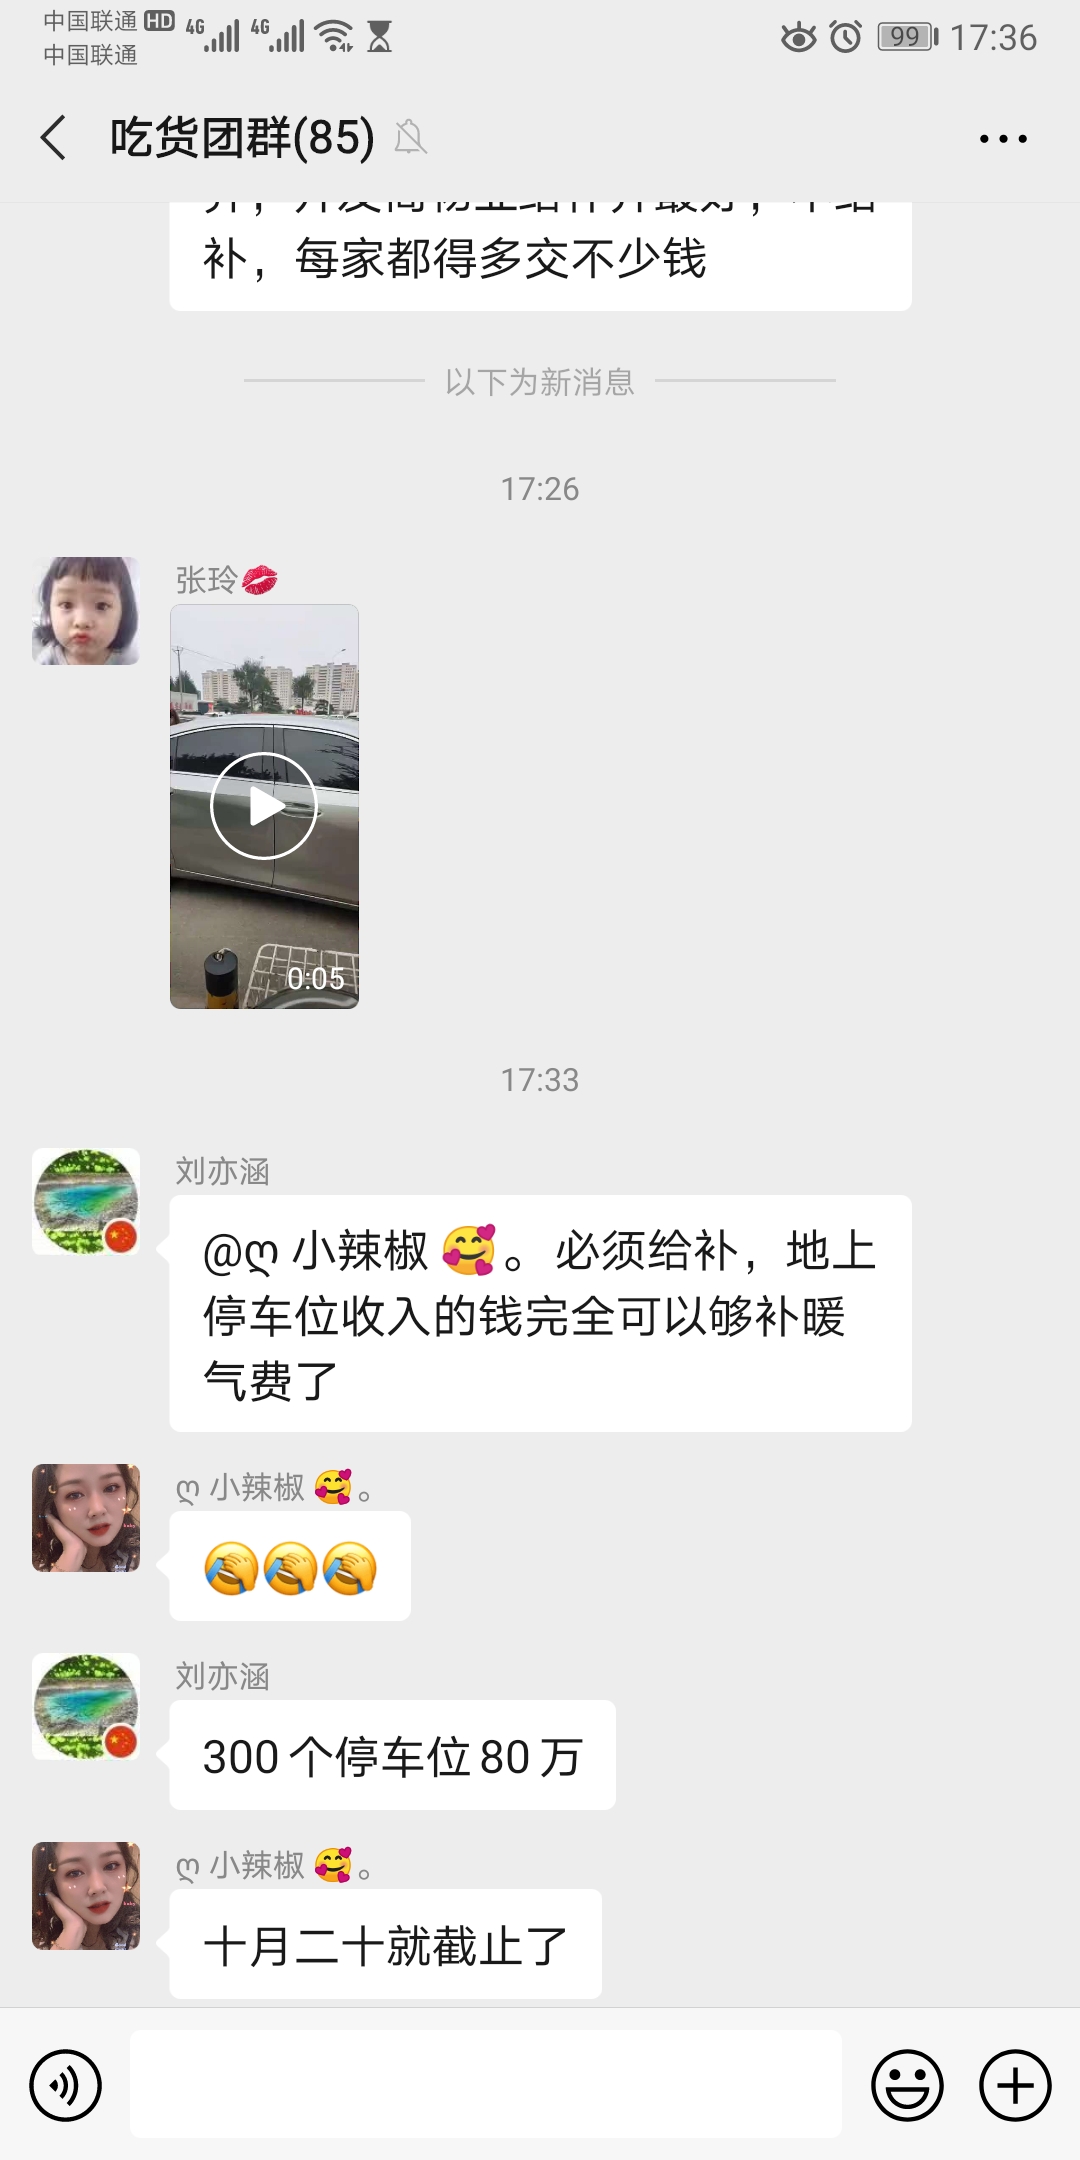 中国联通 HD 4G 4G 99 17:36
中国联通
吃货团群(85)
补，每家都得多交不少钱
以下为新消息
17:26
张玲💋
0:05
17:33
刘亦涵
@ღ 小辣椒 🥰。必须给补，地上
停车位收入的钱完全可以够补暖
气费了
ღ 小辣椒 🥰。
🤦🤦🤦
刘亦涵
300 个停车位 80 万
ღ 小辣椒 🥰。
十月二十就截止了